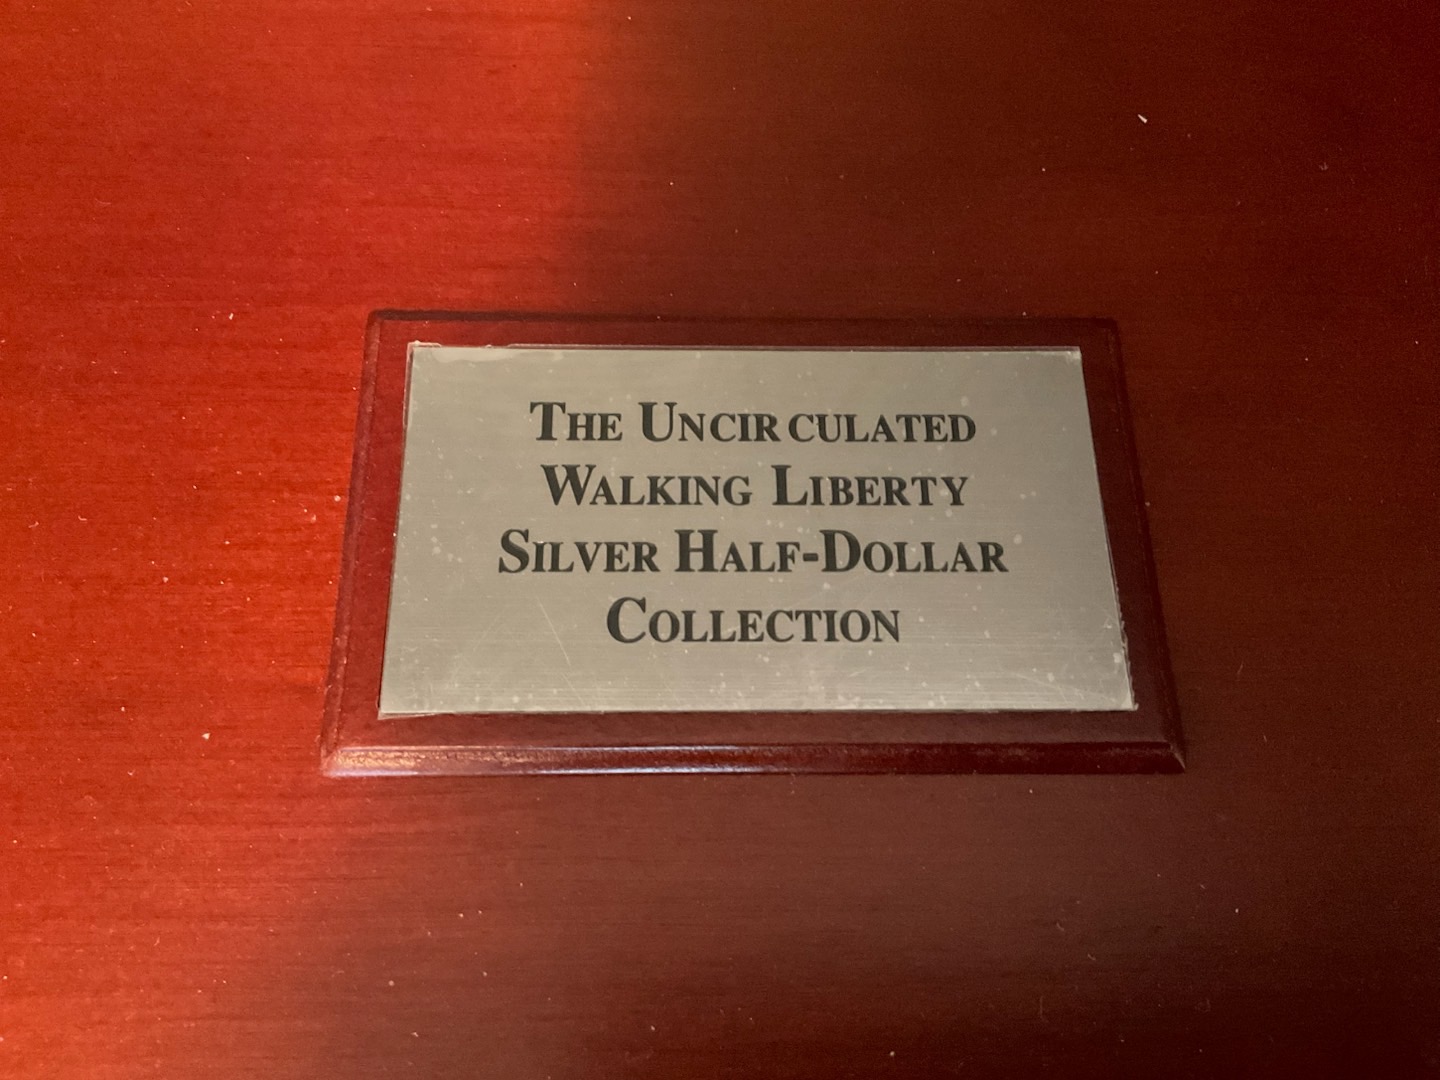 THE UNCIRCULATED
WALKING LIBERTY
SILVER HALF-DOLLAR
COLLECTION